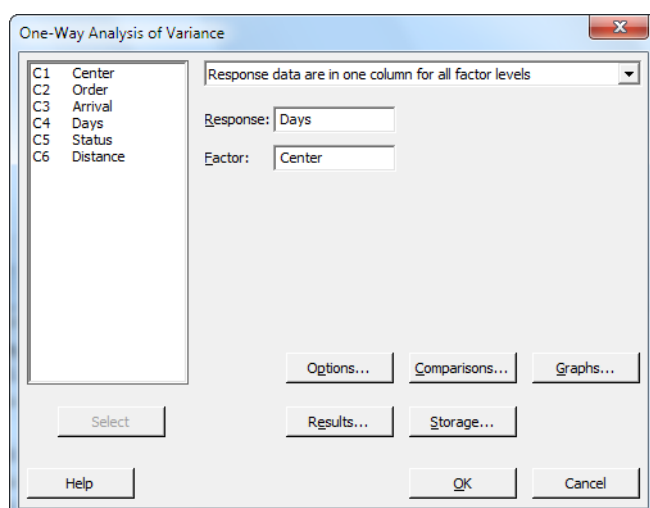 One-Way Analysis of Variance
C1 Center
C2 Order
C3 Arrival
C4 Days
C5 Status
C6 Distance
Response data are in one column for all factor levels
Response: Days
Factor: Center
Options... Comparisons... Graphs...
Select Results... Storage...
Help OK Cancel